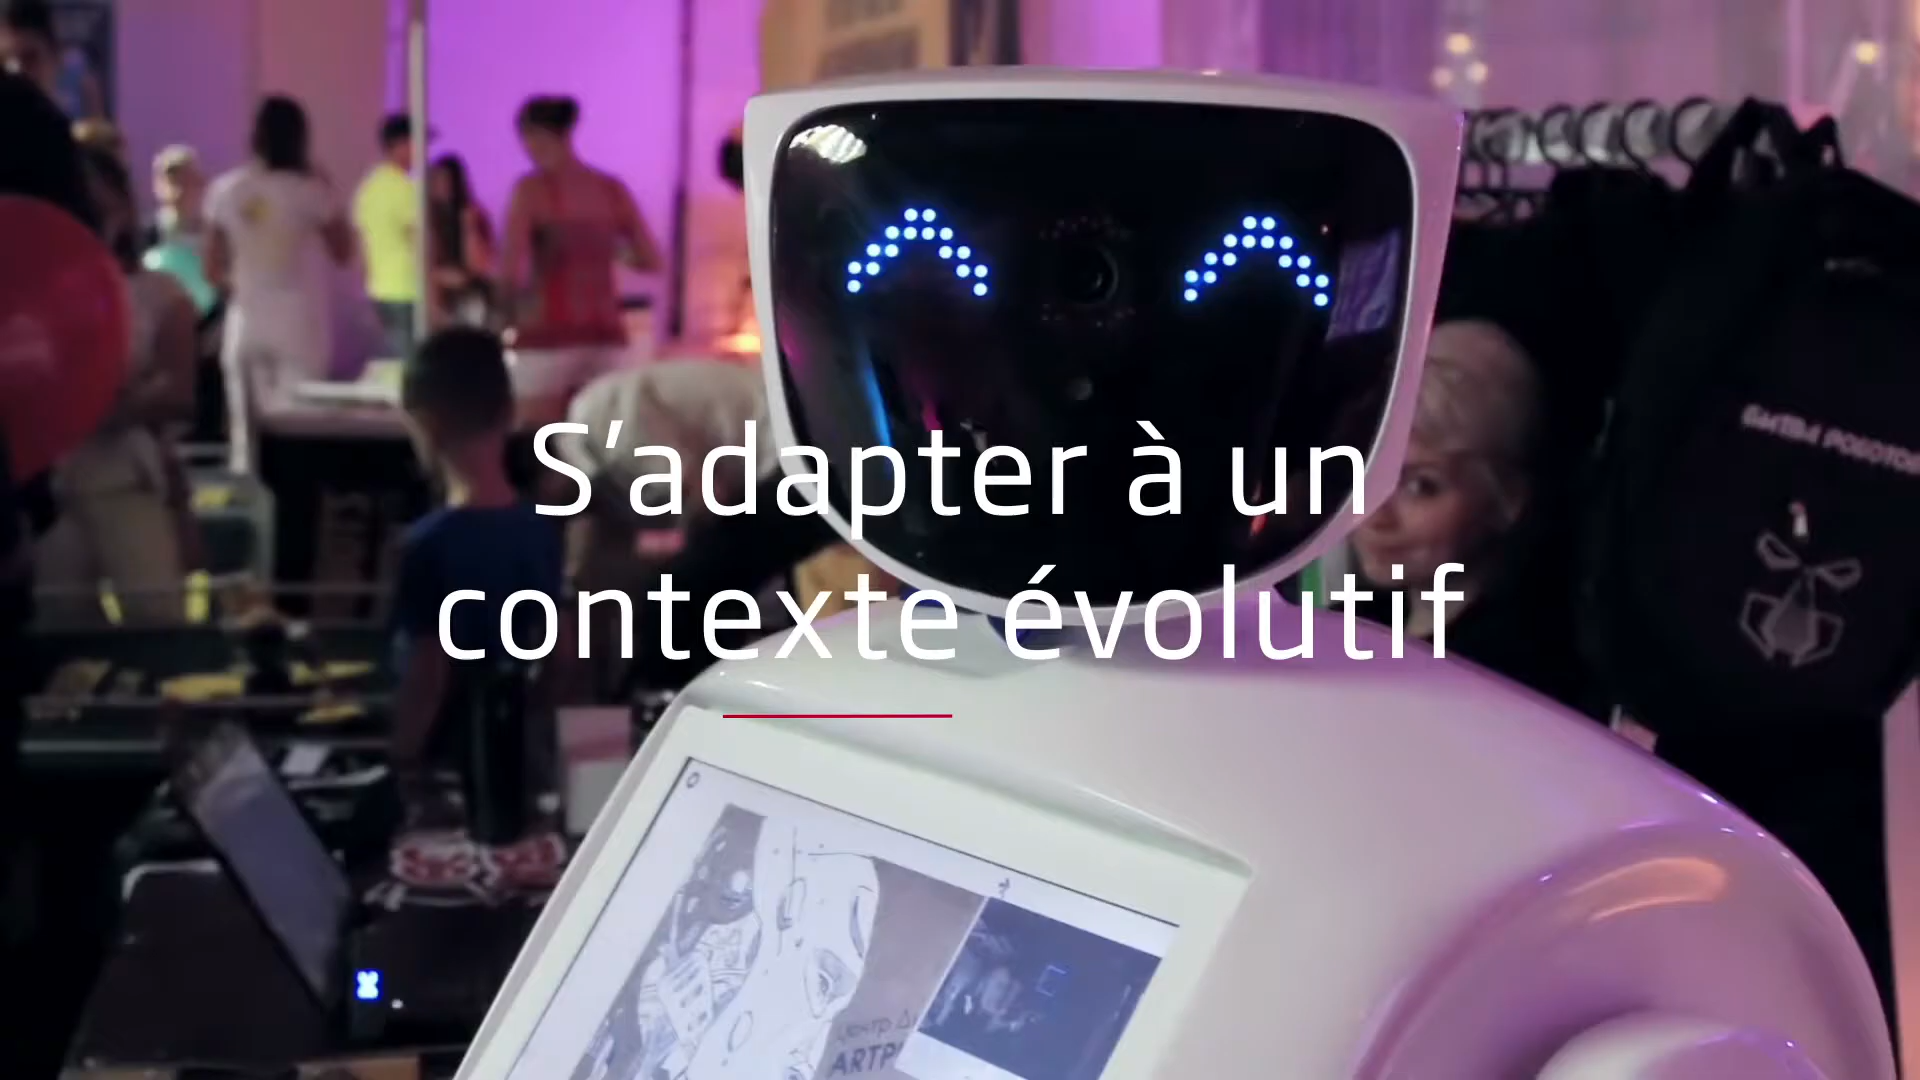 S’adapter à un
contexte évolutif